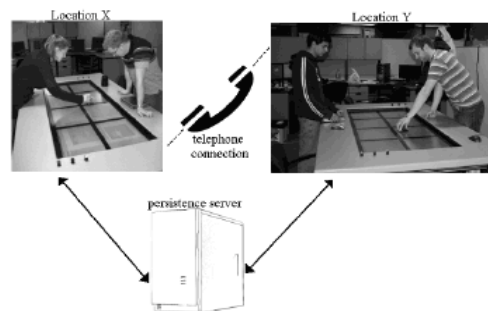 Location X
Location Y
telephone
connection
persistence server